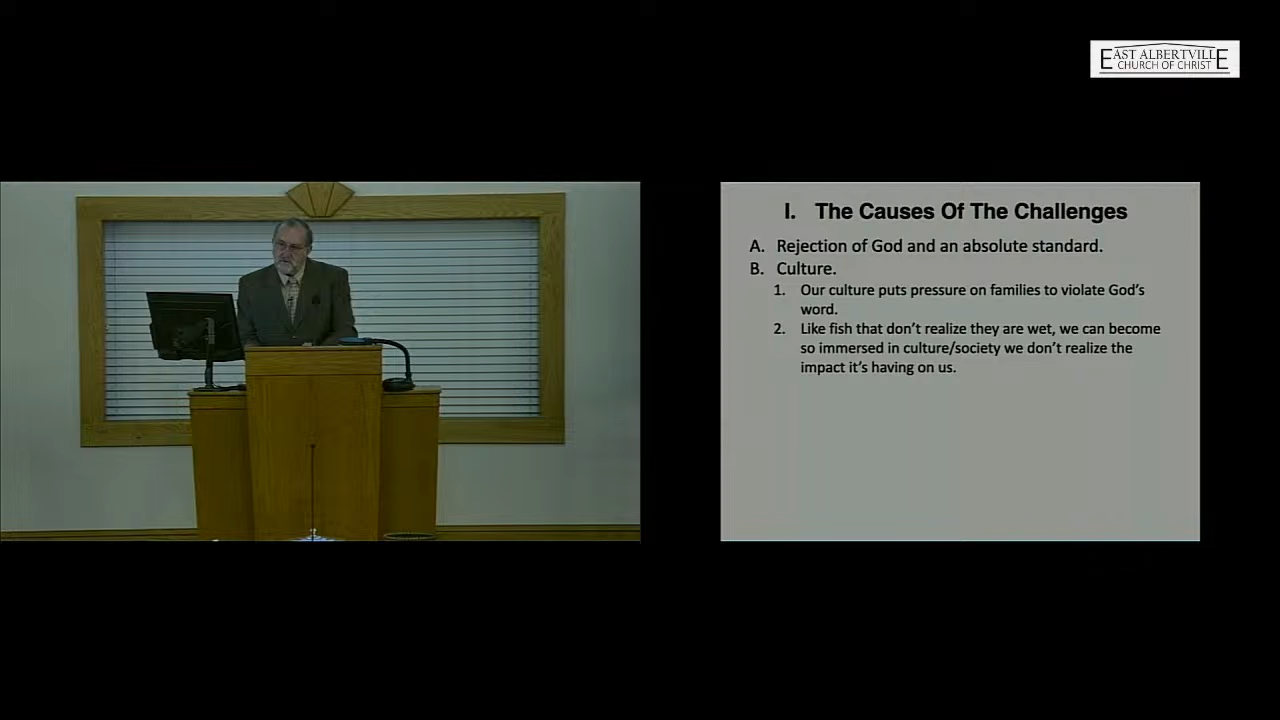 EAST ALBERTVILLE
CHURCH OF CHRIST
I. The Causes Of The Challenges
A. Rejection of God and an absolute standard.
B. Culture.
1. Our culture puts pressure on families to violate God's
word.
2. Like fish that don't realize they are wet, we can become
so immersed in culture/society we don't realize the
impact it's having on us.